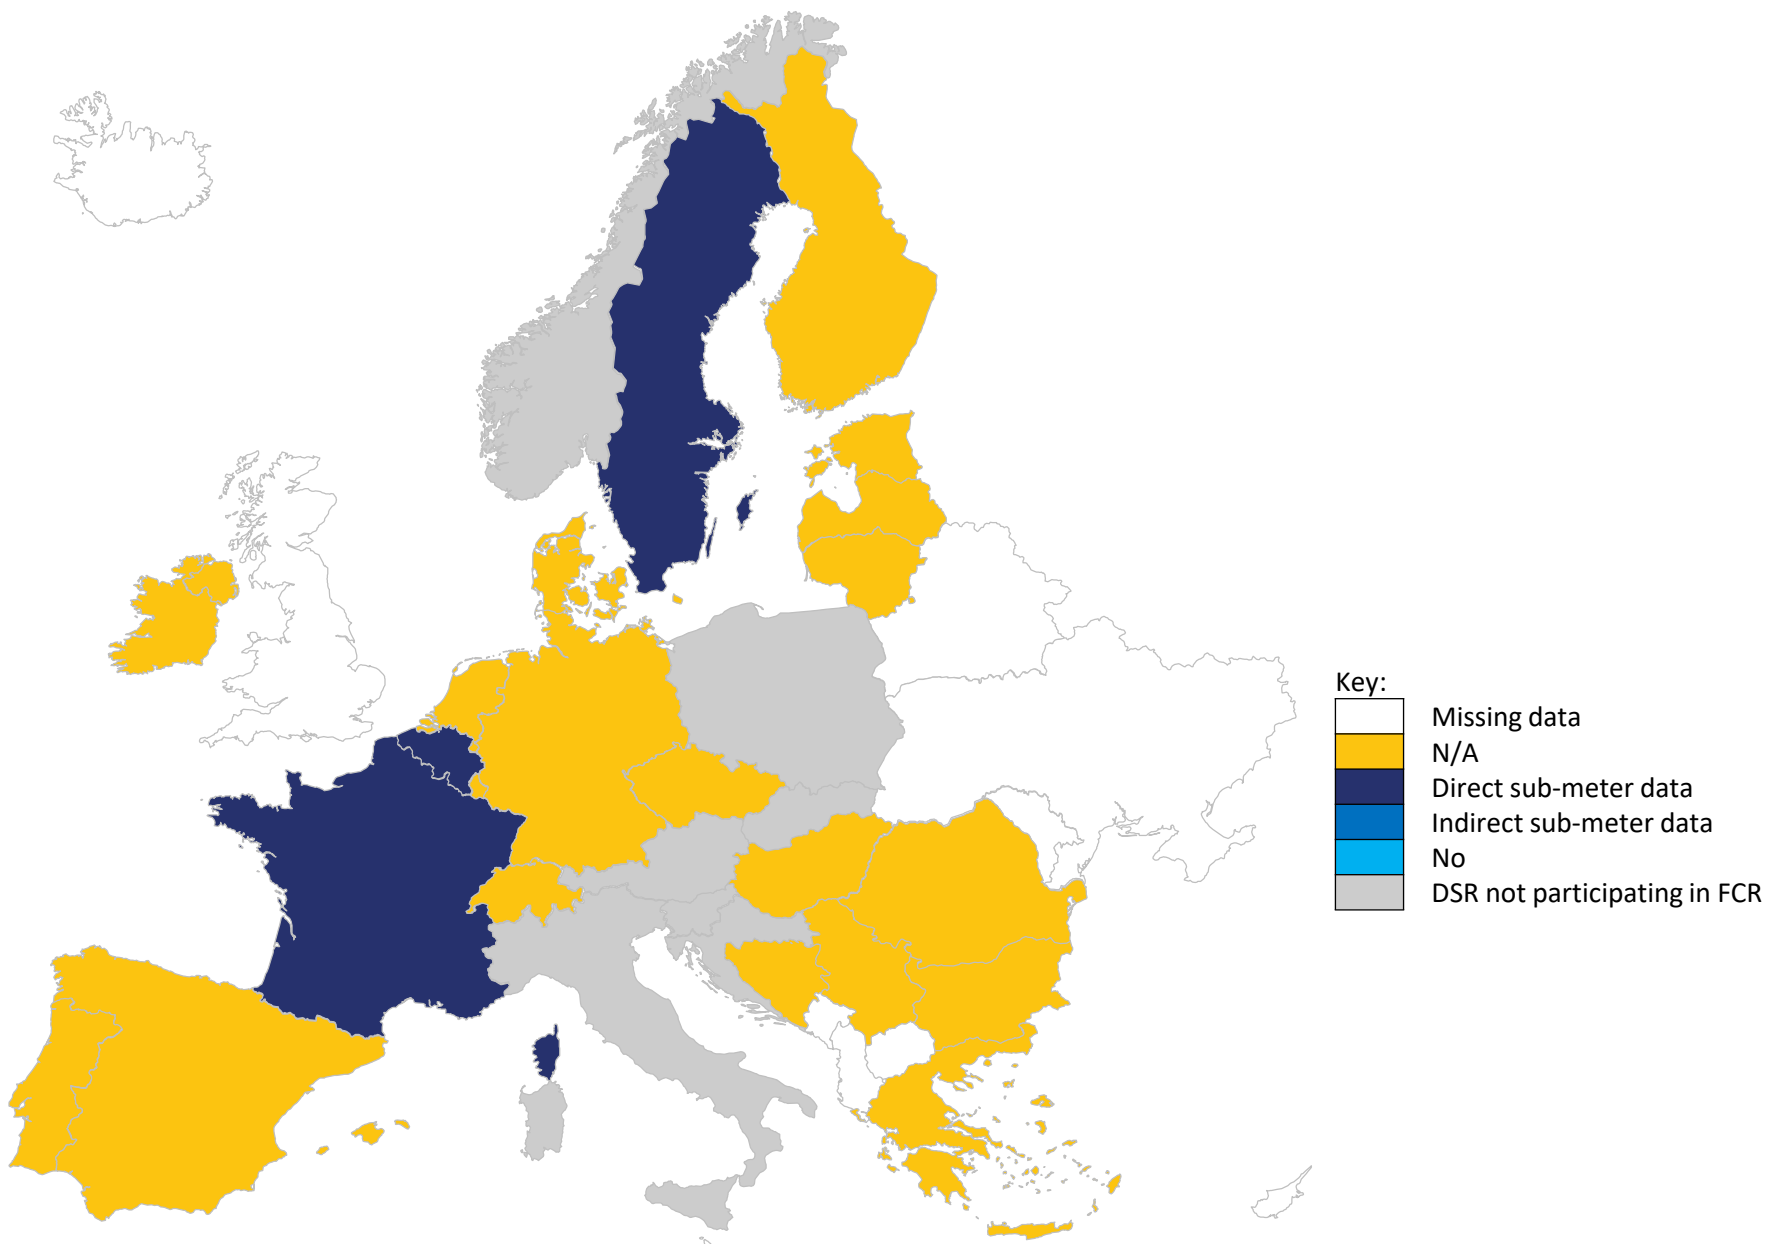 Key:
Missing data
N/A
Direct sub-meter data
Indirect sub-meter data
No
DSR not participating in FCR